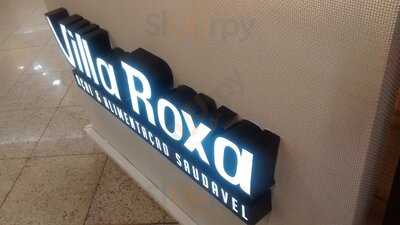 Villa Roxa
AÇAÍ & ALIMENTAÇÃO SAUDÁVEL